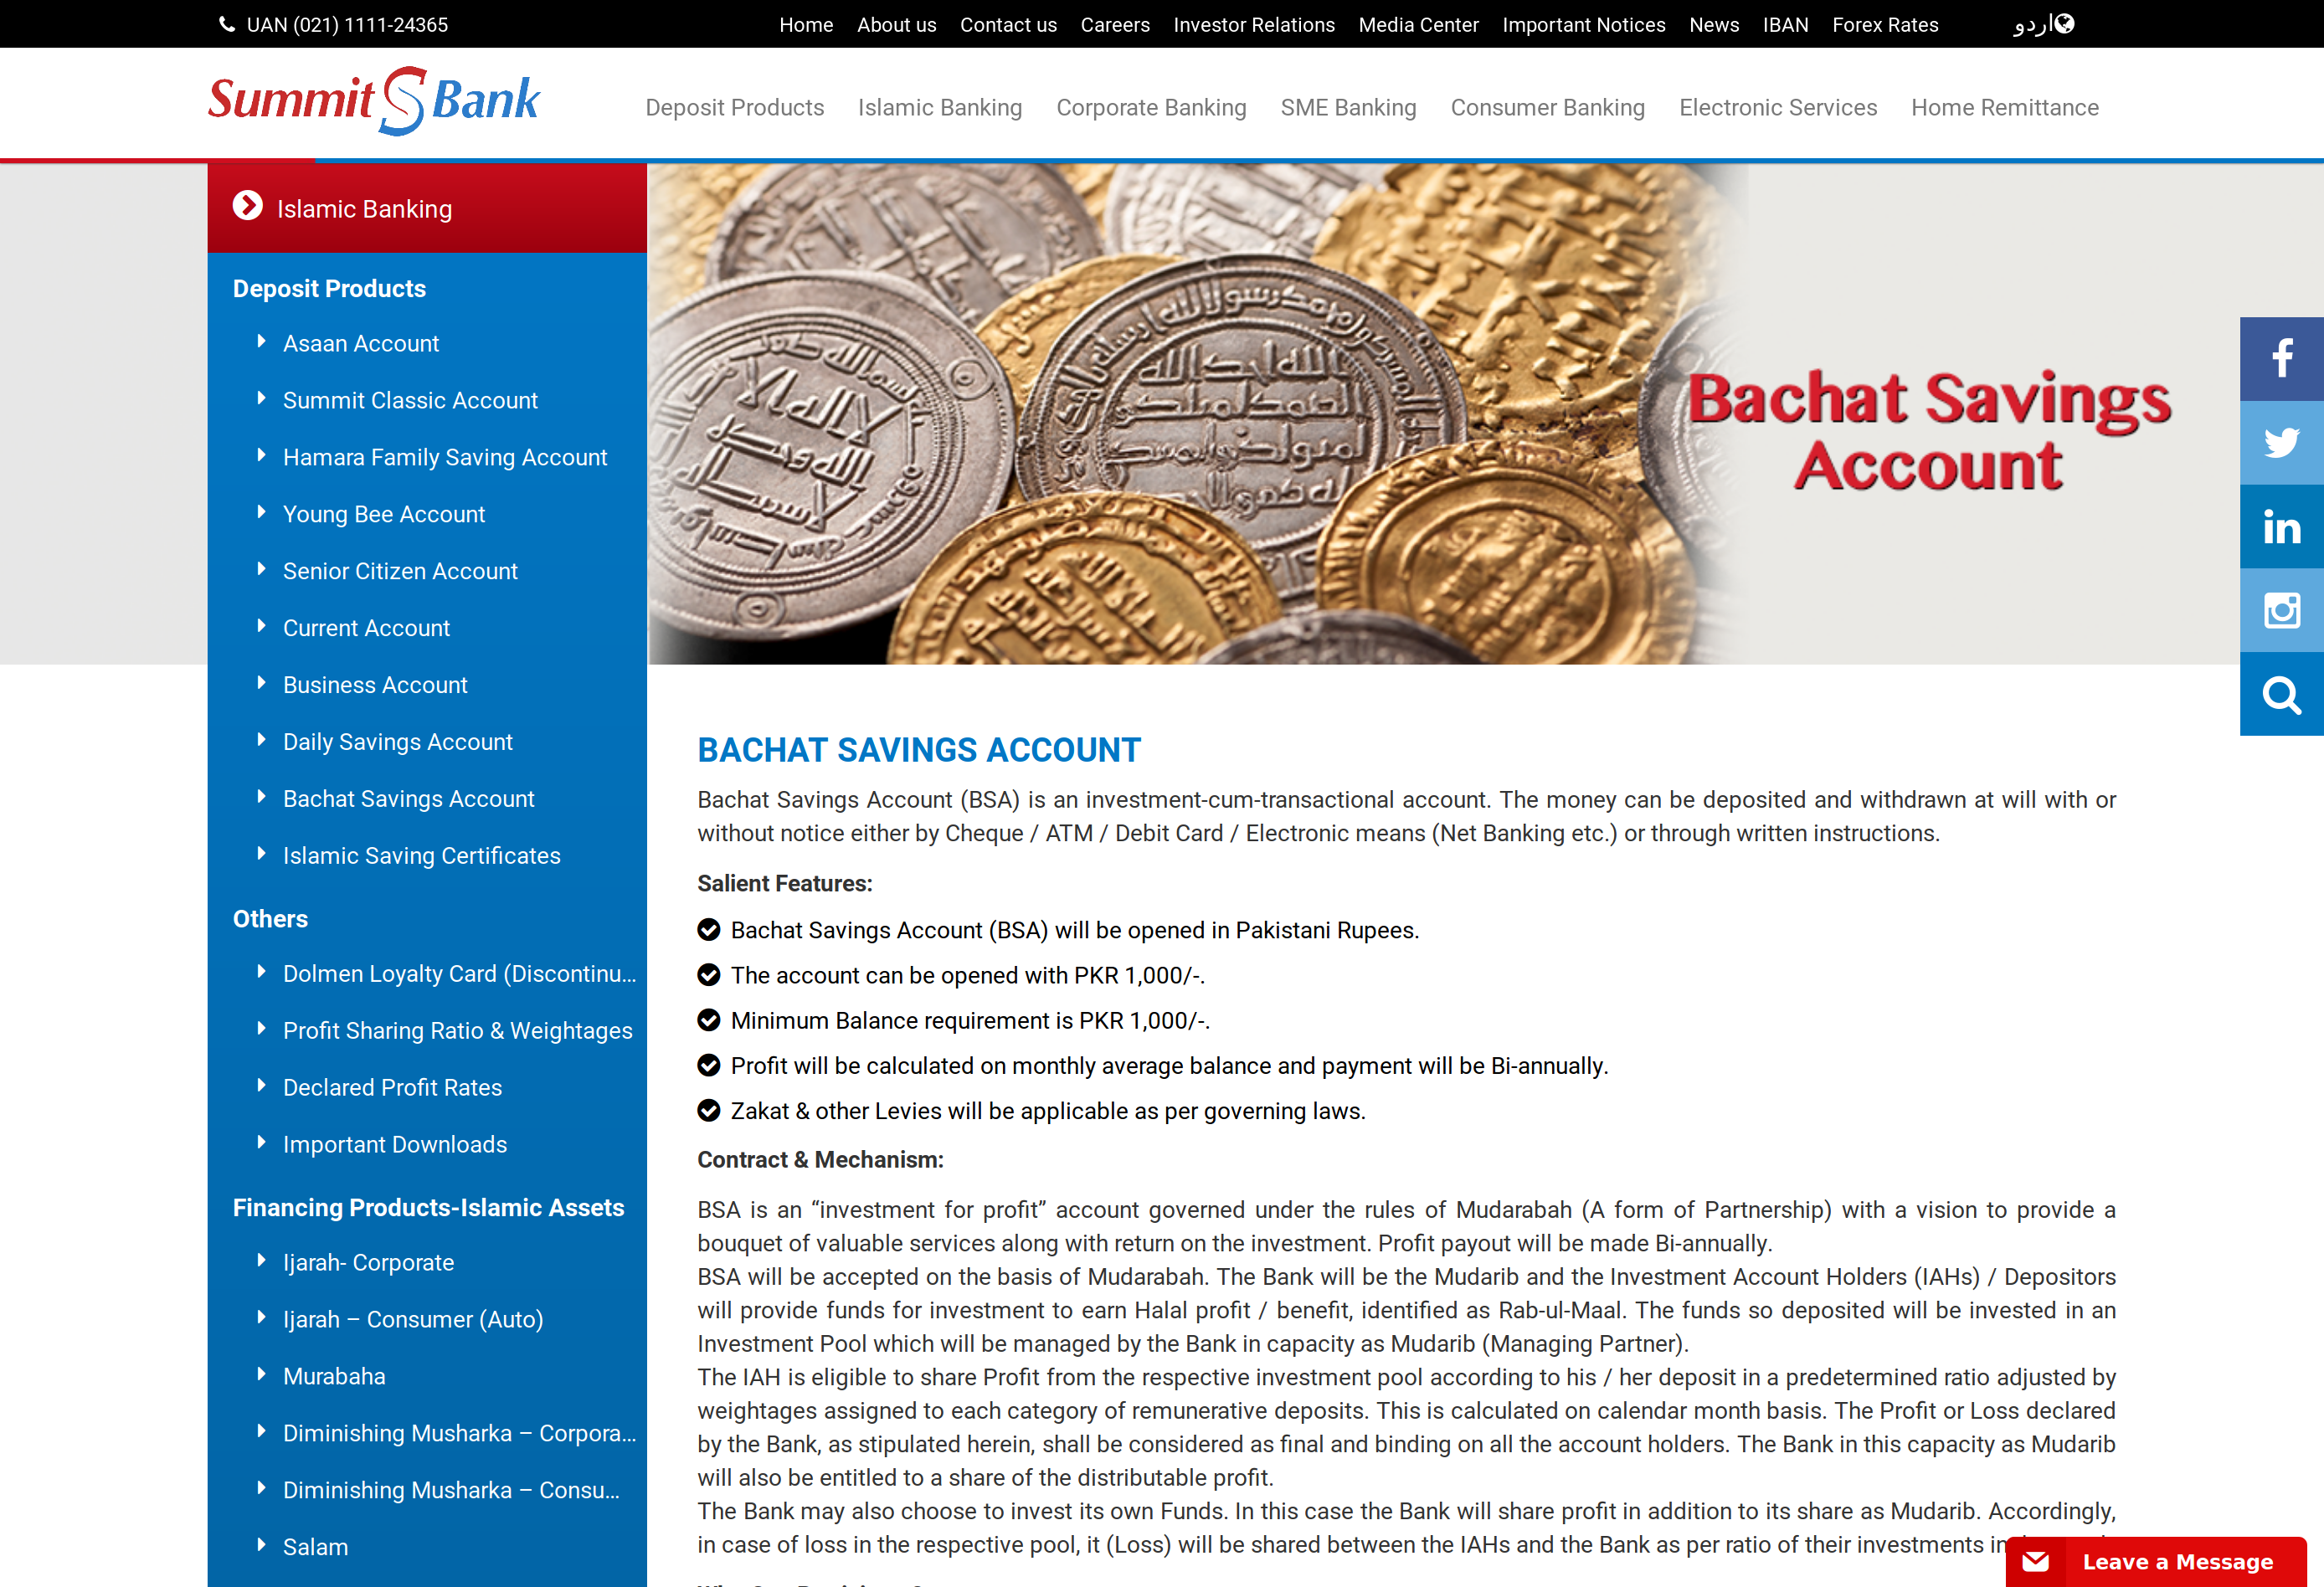 UAN (021) 1111-24365
Home About us Contact us Careers Investor Relations Media Center Important Notices News IBAN Forex Rates
اردو
Summit S Bank
Deposit Products Islamic Banking Corporate Banking SME Banking Consumer Banking Electronic Services Home Remittance
Islamic Banking
Deposit Products
Asaan Account
Summit Classic Account
Hamara Family Saving Account
Young Bee Account
Senior Citizen Account
Current Account
Business Account
Daily Savings Account
Bachat Savings Account
Islamic Saving Certificates
Others
Dolmen Loyalty Card (Discontinu...
Profit Sharing Ratio & Weightages
Declared Profit Rates
Important Downloads
Financing Products-Islamic Assets
Ijarah- Corporate
Ijarah – Consumer (Auto)
Murabaha
Diminishing Musharka – Corpora...
Diminishing Musharka – Consu...
Salam
Bachat Savings
Account
BACHAT SAVINGS ACCOUNT
Bachat Savings Account (BSA) is an investment-cum-transactional account. The money can be deposited and withdrawn at will with or
without notice either by Cheque / ATM / Debit Card / Electronic means (Net Banking etc.) or through written instructions.
Salient Features:
Bachat Savings Account (BSA) will be opened in Pakistani Rupees.
The account can be opened with PKR 1,000/-.
Minimum Balance requirement is PKR 1,000/-.
Profit will be calculated on monthly average balance and payment will be Bi-annually.
Zakat & other Levies will be applicable as per governing laws.
Contract & Mechanism:
BSA is an “investment for profit” account governed under the rules of Mudarabah (A form of Partnership) with a vision to provide a
bouquet of valuable services along with return on the investment. Profit payout will be made Bi-annually.
BSA will be accepted on the basis of Mudarabah. The Bank will be the Mudarib and the Investment Account Holders (IAHs) / Depositors
will provide funds for investment to earn Halal profit / benefit, identified as Rab-ul-Maal. The funds so deposited will be invested in an
Investment Pool which will be managed by the Bank in capacity as Mudarib (Managing Partner).
The IAH is eligible to share Profit from the respective investment pool according to his / her deposit in a predetermined ratio adjusted by
weightages assigned to each category of remunerative deposits. This is calculated on calendar month basis. The Profit or Loss declared
by the Bank, as stipulated herein, shall be considered as final and binding on all the account holders. The Bank in this capacity as Mudarib
will also be entitled to a share of the distributable profit.
The Bank may also choose to invest its own Funds. In this case the Bank will share profit in addition to its share as Mudarib. Accordingly,
in case of loss in the respective pool, it (Loss) will be shared between the IAHs and the Bank as per ratio of their investments in
Leave a Message